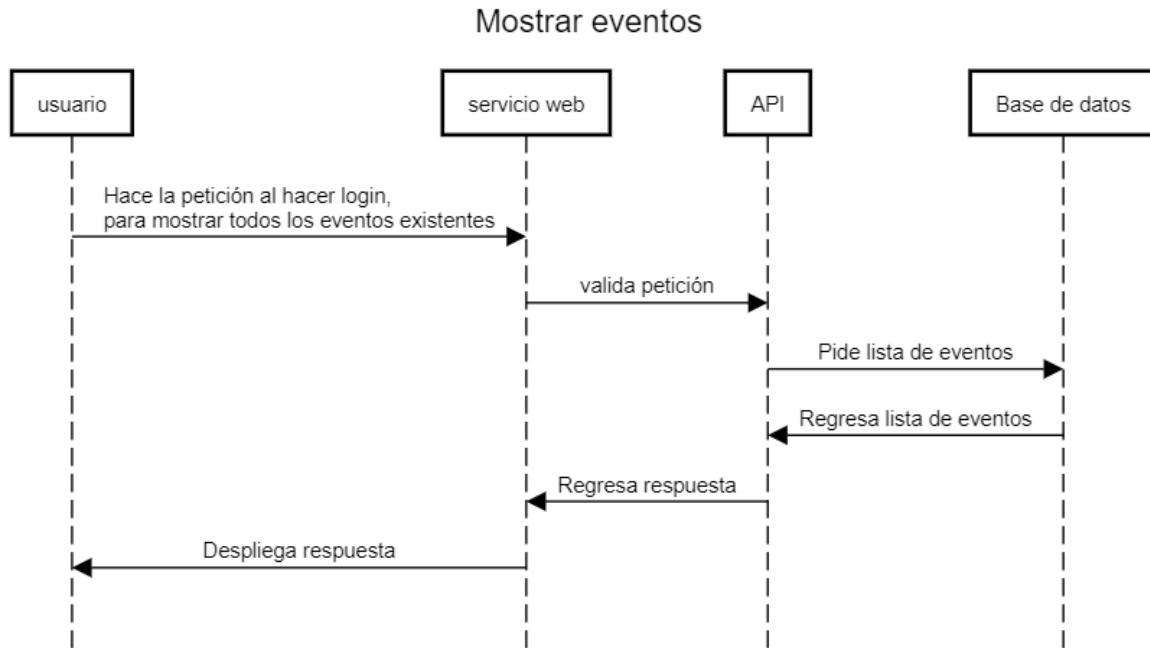 Mostrar eventos
usuario
servicio web
API
Base de datos
Hace la petición al hacer login,
para mostrar todos los eventos existentes
valida petición
Pide lista de eventos
Regresa lista de eventos
Regresa respuesta
Despliega respuesta